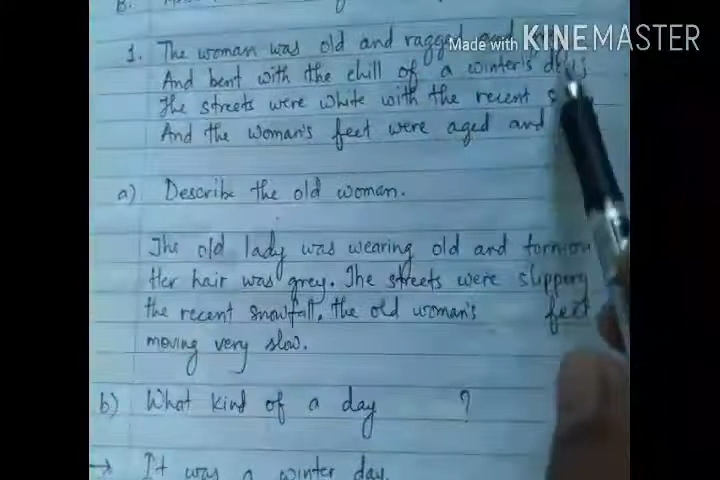 B.
1. The woman was old and ragged and
Made with KINEMASTER
And bent with the chill of a winter's day;
The streets were white with the recent
And the woman's feet were aged and
a) Describe the old woman.
The old lady was wearing old and torn
Her hair was grey. The streets were slippery
the recent snowfall. The old woman's feet
moving very slow.
b) What kind of a day ?
→ It was a winter day.